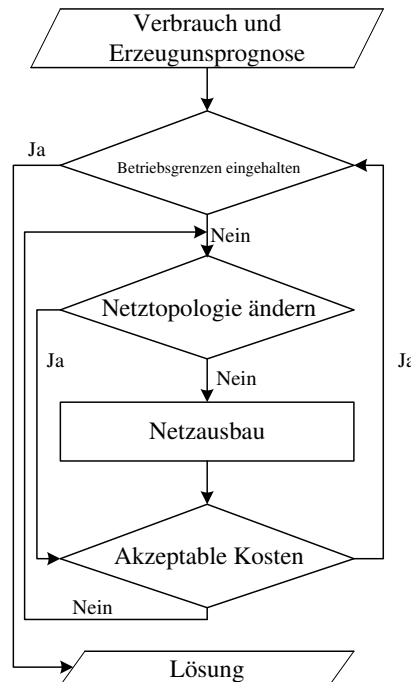 Verbrauch und
Erzeugunsprognose
Ja
Betriebsgrenzen eingehalten
Nein
Netztopologie ändern
Ja
Ja
Nein
Netzausbau
Akzeptable Kosten
Nein
Lösung